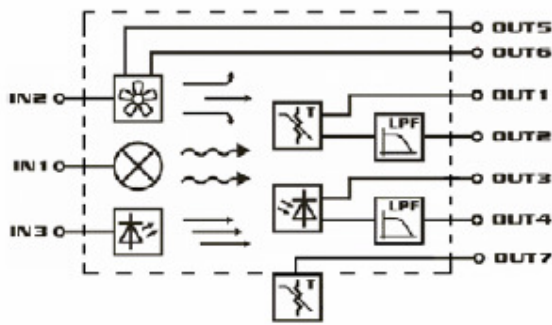 OUT5
OUT6
IN2
T
OUT1
LPF
OUT2
IN1
OUT3
LPF
IN3
OUT4
OUT7
T